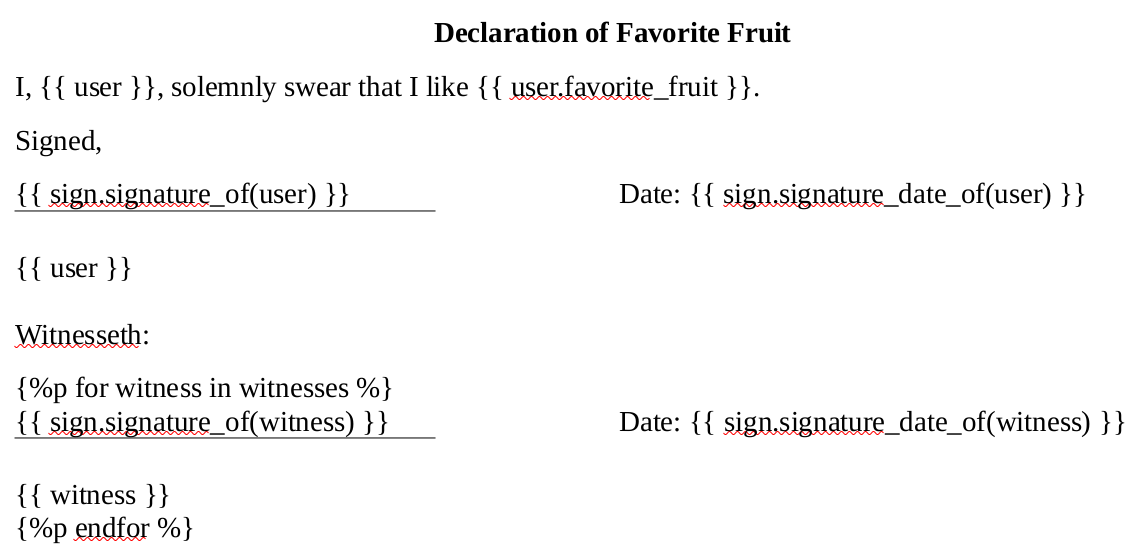 Declaration of Favorite Fruit
I, {{ user }}, solemnly swear that I like {{ user.favorite_fruit }}.
Signed,
{{ sign.signature_of(user) }} Date: {{ sign.signature_date_of(user) }}
{{ user }}
Witnesseth:
{%p for witness in witnesses %}
{{ sign.signature_of(witness) }} Date: {{ sign.signature_date_of(witness) }}
{{ witness }}
{%p endfor %}